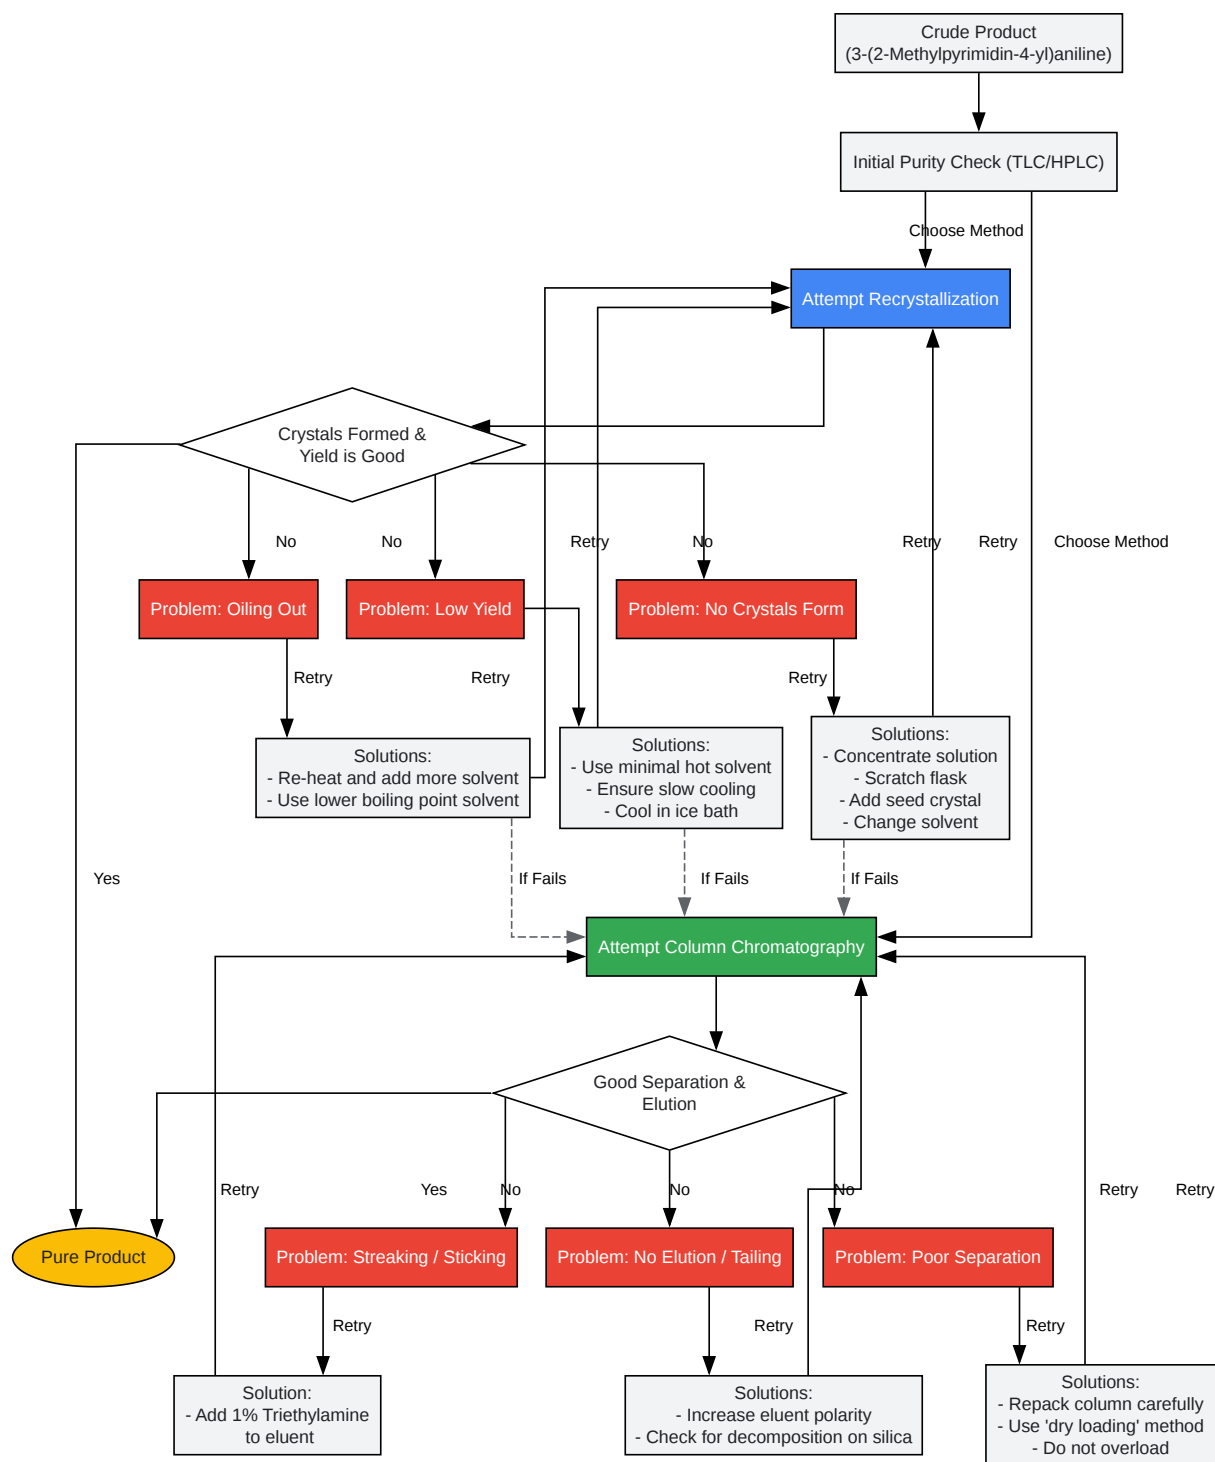 Crude Product
(3-(2-Methylpyrimidin-4-yl)aniline)
Initial Purity Check (TLC/HPLC)
Choose Method
Attempt Recrystallization
Crystals Formed &
Yield is Good
No
No
Retry
No
Retry
Retry
Choose Method
Problem: Oiling Out
Problem: Low Yield
Problem: No Crystals Form
Retry
Retry
Retry
Solutions:
- Re-heat and add more solvent
- Use lower boiling point solvent
Solutions:
- Use minimal hot solvent
- Ensure slow cooling
- Cool in ice bath
Solutions:
- Concentrate solution
- Scratch flask
- Add seed crystal
- Change solvent
Yes
If Fails
If Fails
If Fails
Attempt Column Chromatography
Good Separation &
Elution
Retry
Yes
No
No
No
Retry
Retry
Pure Product
Problem: Streaking / Sticking
Problem: No Elution / Tailing
Problem: Poor Separation
Retry
Retry
Retry
Solution:
- Add 1% Triethylamine
to eluent
Solutions:
- Increase eluent polarity
- Check for decomposition on silica
Solutions:
- Repack column carefully
- Use 'dry loading' method
- Do not overload